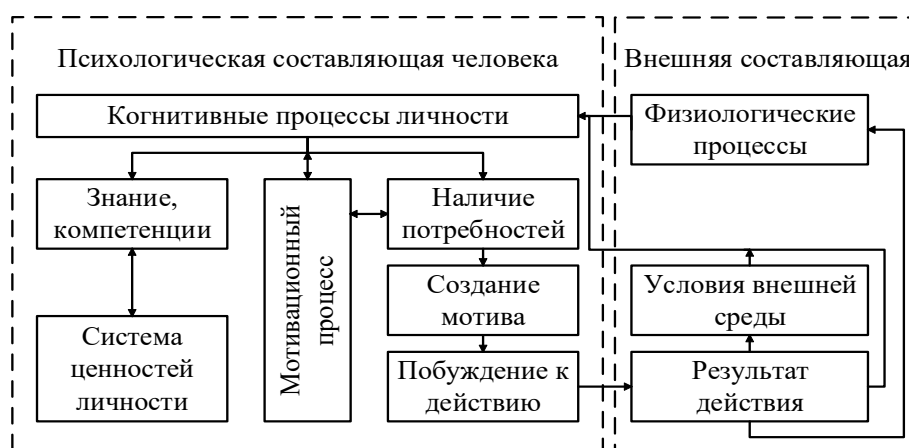 Психологическая составляющая человека
Внешняя составляющая
Когнитивные процессы личности
Физиологические
процессы
Знание,
компетенции
Мотивационный
процесс
Наличие
потребностей
Создание
мотива
Условия внешней
среды
Система
ценностей
личности
Побуждение к
действию
Результат
действия